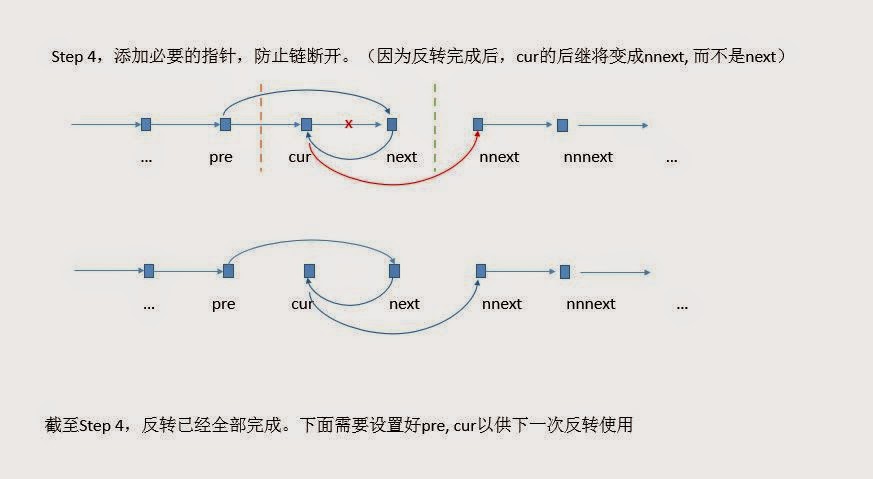 Step 4，添加必要的指针，防止链断开。（因为反转完成后，cur的后继将变成nnext, 而不是next）
x
... pre cur next nnext nnnext ...
... pre cur next nnext nnnext ...
截至Step 4，反转已经全部完成。下面需要设置好pre, cur以供下一次反转使用